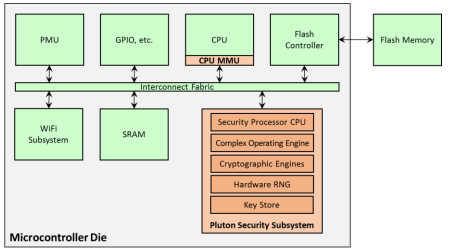 PMU
GPIO, etc.
CPU
CPU MMU
Flash
Controller
Flash Memory
Interconnect Fabric
WiFi
Subsystem
SRAM
Security Processor CPU
Complex Operating Engine
Cryptographic Engines
Hardware RNG
Key Store
Pluton Security Subsystem
Microcontroller Die